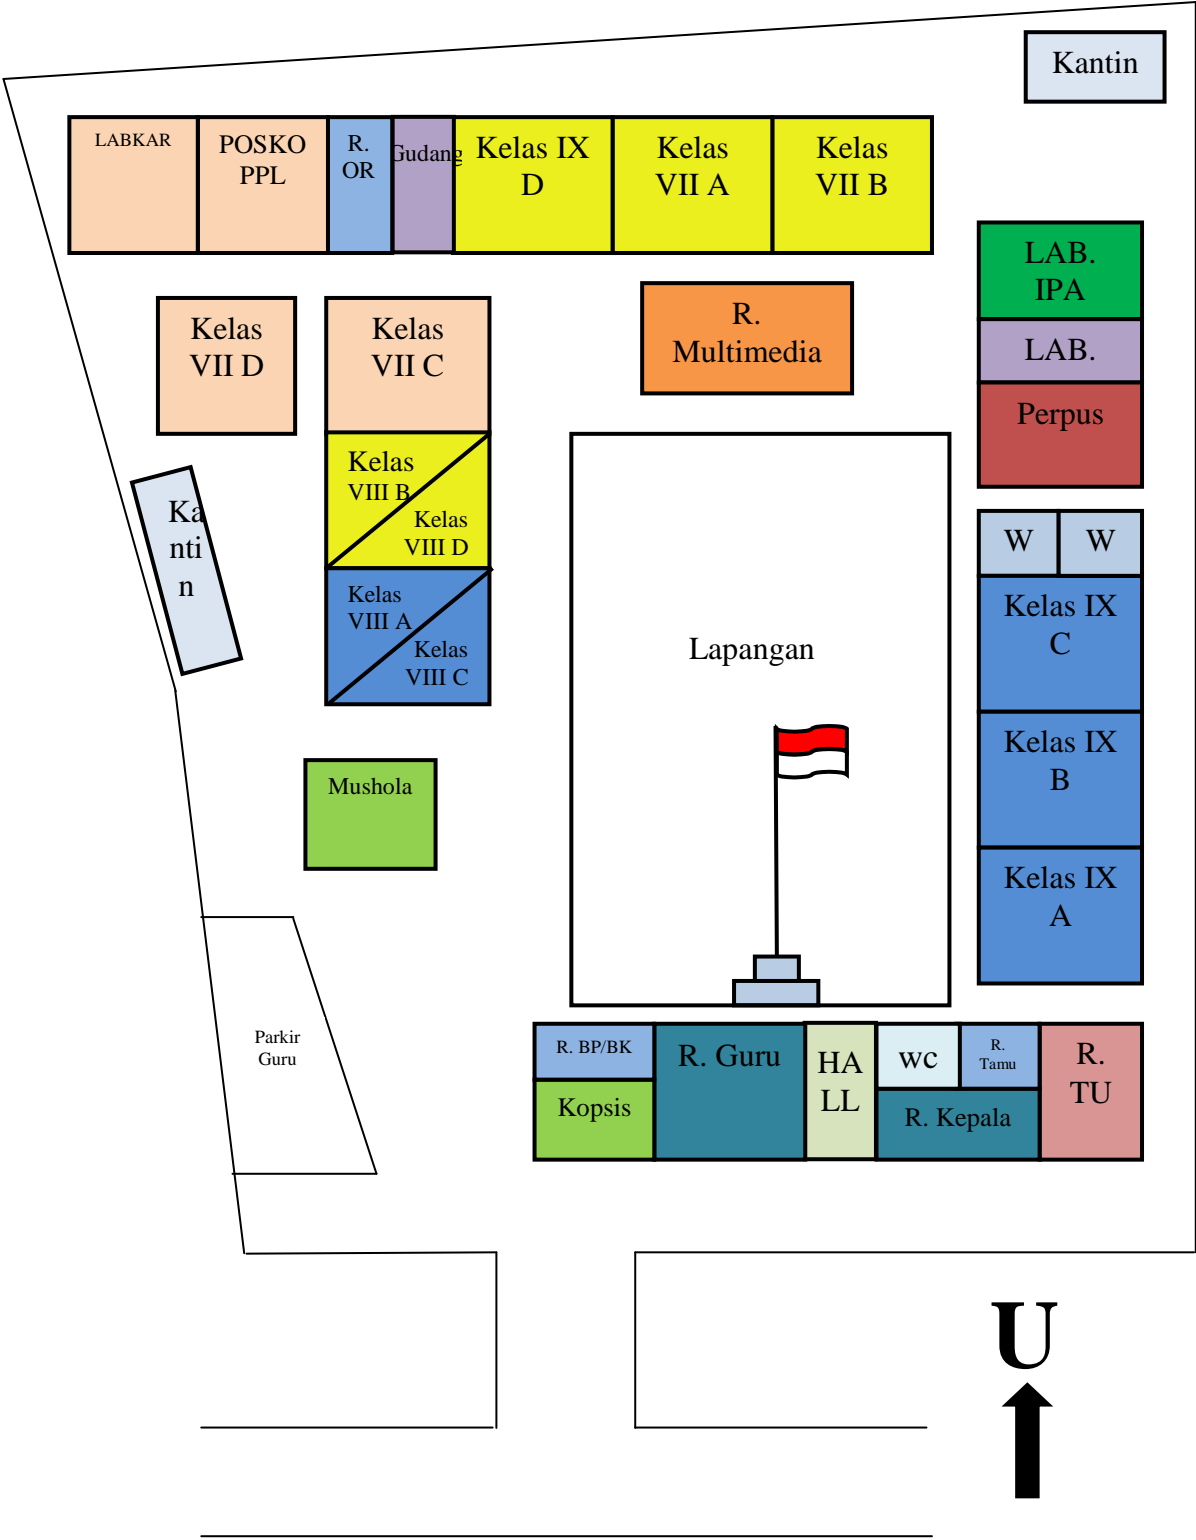 Kantin
LABKAR
POSKO
PPL
R.
OR
Gudang
Kelas IX
D
Kelas
VII A
Kelas
VII B
LAB.
IPA
LAB.
Perpus
Kelas
VII D
Kelas
VII C
R.
Multimedia
Kelas
VIII B
Kelas
VIII D
Ka
nti
n
Kelas
VIII A
Kelas
VIII C
W
W
Kelas IX
C
Lapangan
Kelas IX
B
Mushola
Kelas IX
A
Parkir
Guru
R. BP/BK
Kopsis
R. Guru
HA
LL
wc
R.
Tamu
R. Kepala
R.
TU
U